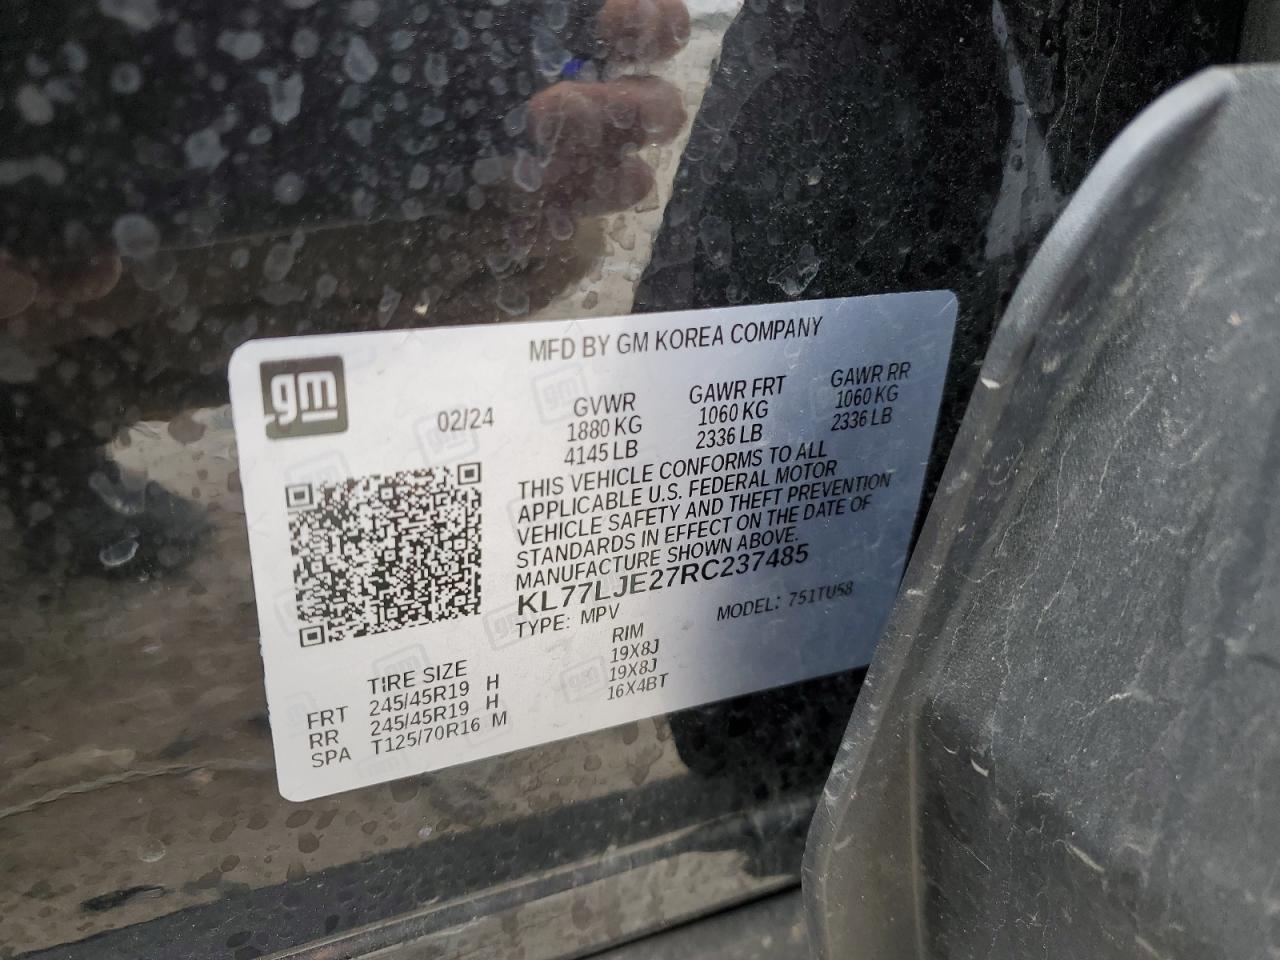 MFD BY GM KOREA COMPANY
gm
02/24
GVWR
1880 KG
4145 LB
GAWR FRT
1060 KG
2336 LB
GAWR RR
1060 KG
2336 LB
THIS VEHICLE CONFORMS TO ALL
APPLICABLE U.S. FEDERAL MOTOR
VEHICLE SAFETY AND THEFT PREVENTION
STANDARDS IN EFFECT ON THE DATE OF
MANUFACTURE SHOWN ABOVE.
KL77LJE27RC237485
TYPE: MPV
MODEL: 751TU58
TIRE SIZE
RIM
FRT 245/45R19 H 19X8J
RR 245/45R19 H 19X8J
SPA T125/70R16 M 16X4BT